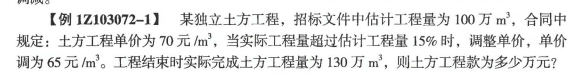 【例 1Z103072-1】 某独立土方工程，招标文件中估计工程量为 100 万 m³，合同中
规定：土方工程单价为 70 元 /m³，当实际工程量超过估计工程量 15% 时，调整单价，单价
调为 65 元 /m³。工程结束时实际完成土方工程量为 130 万 m³，则土方工程款为多少万元？